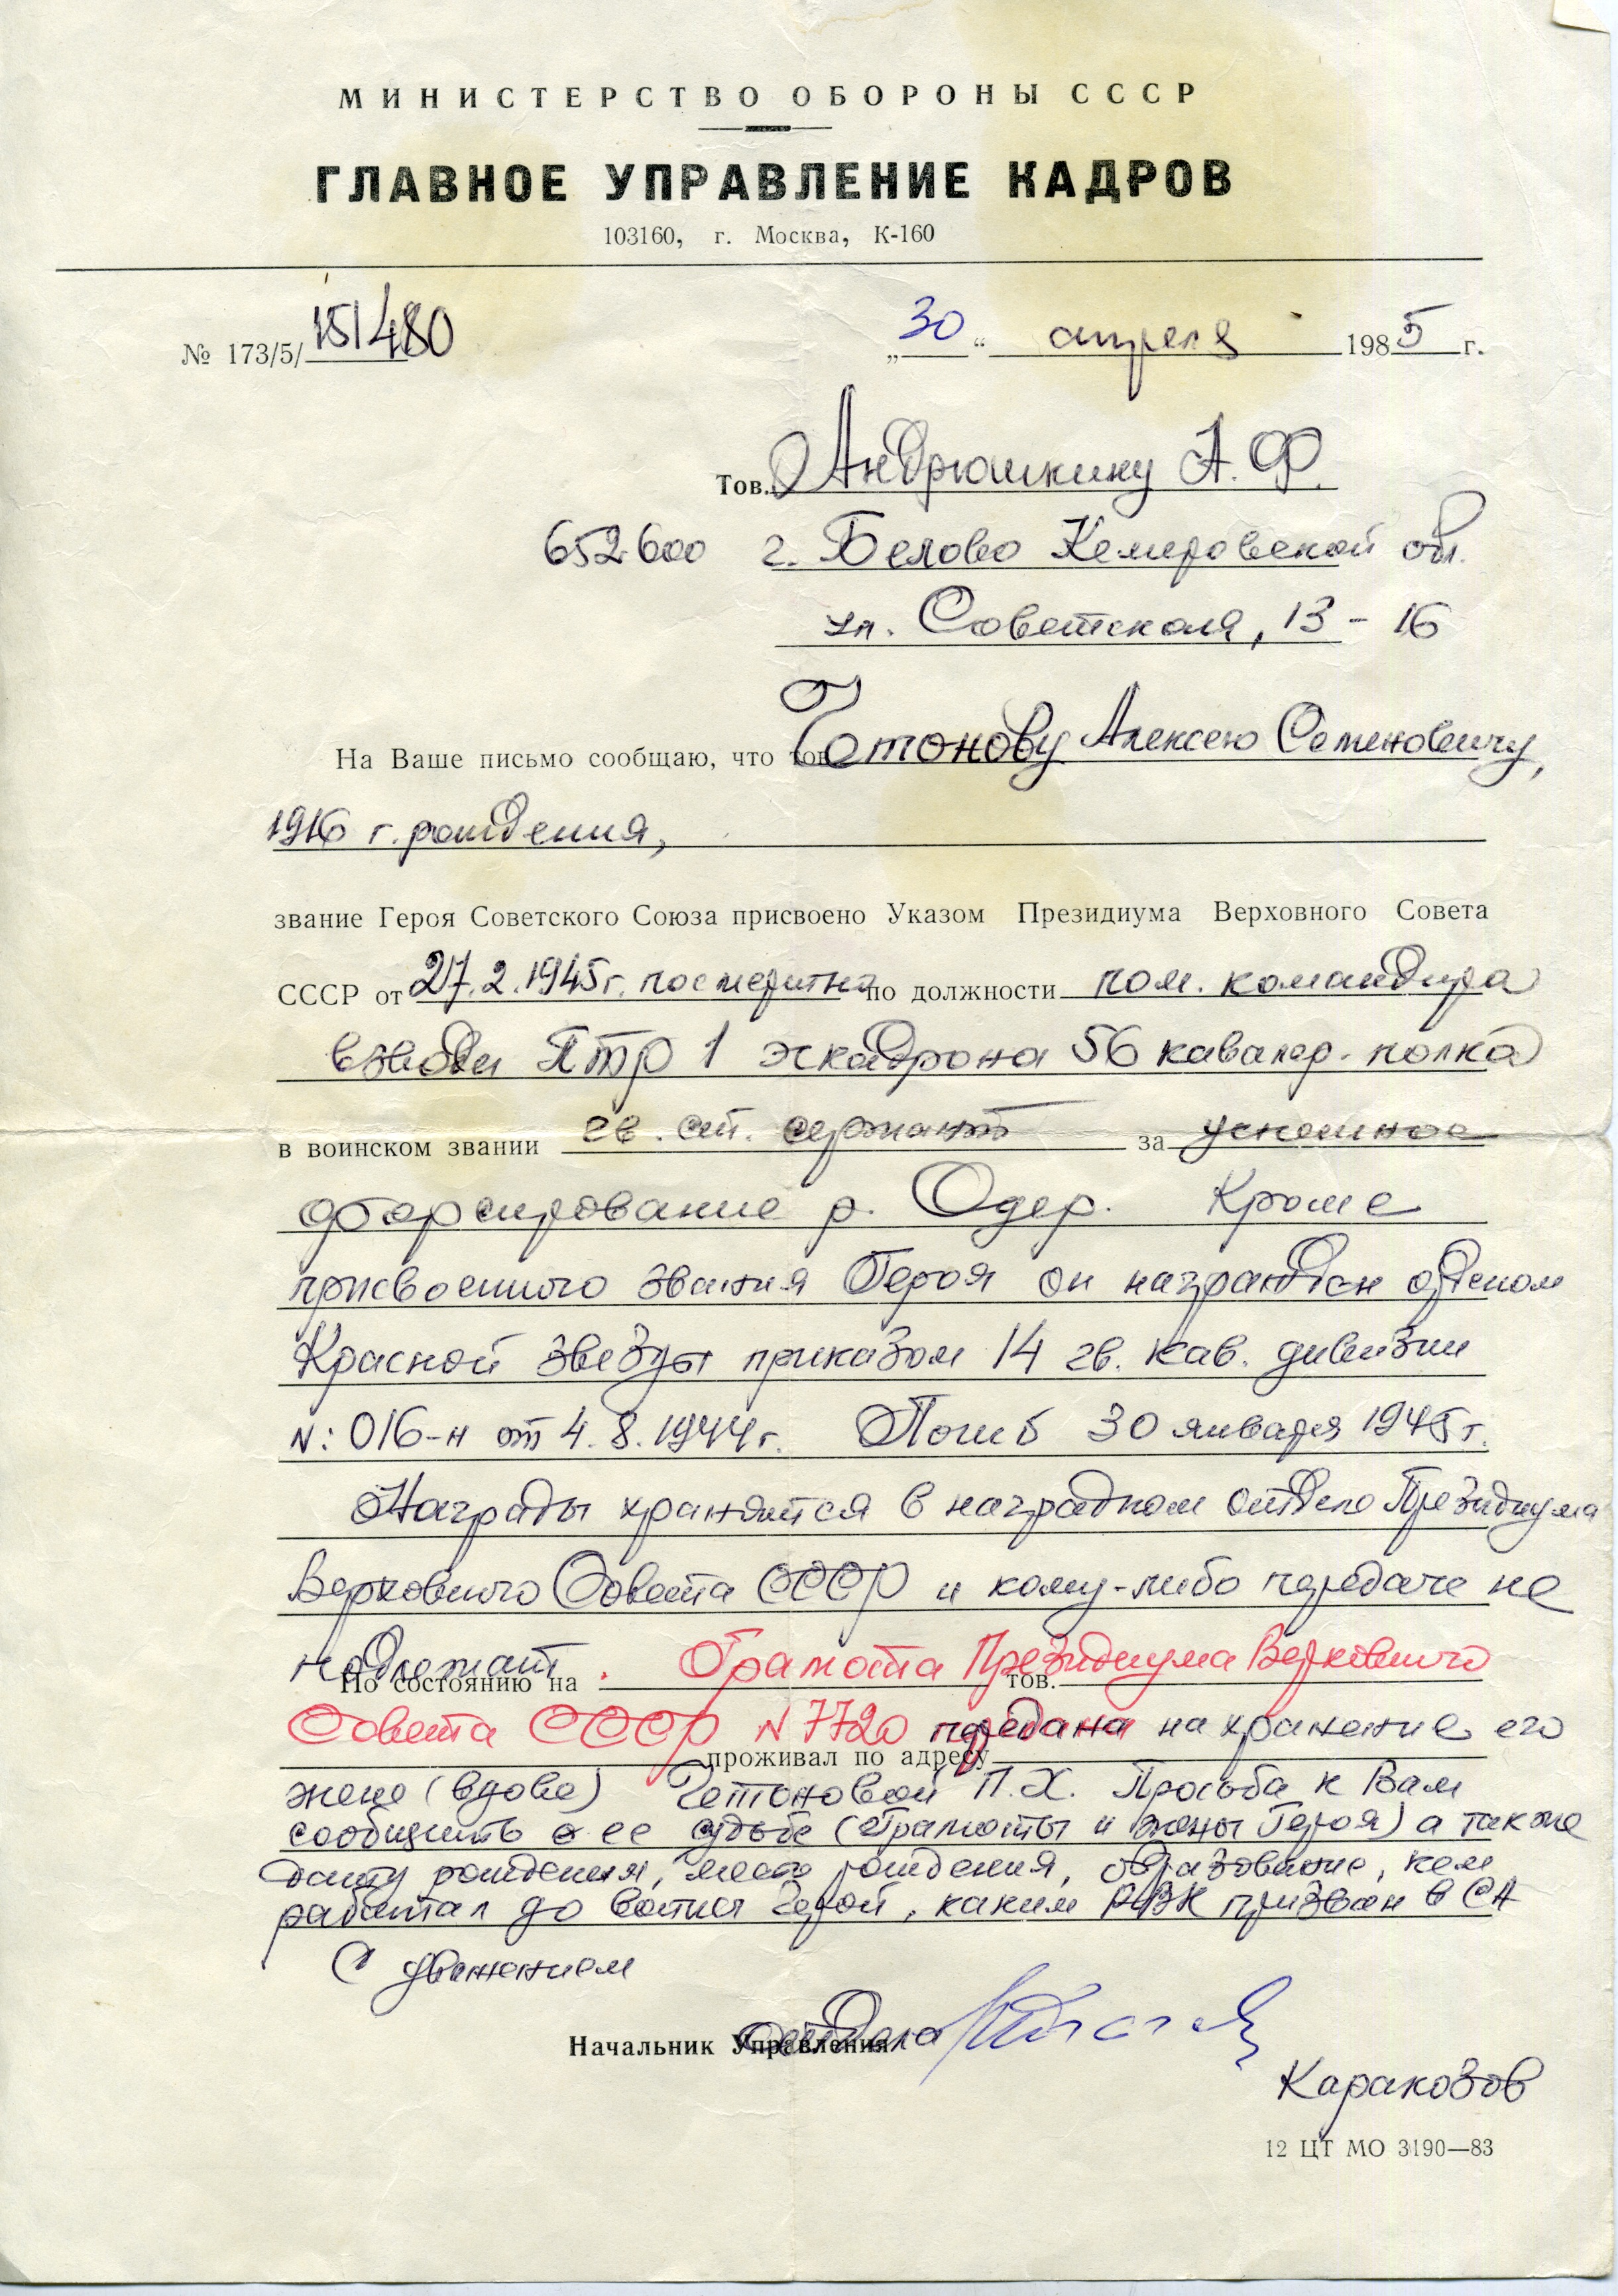 МИНИСТЕРСТВО ОБОРОНЫ СССР
ГЛАВНОЕ УПРАВЛЕНИЕ КАДРОВ
103160, г. Москва, К-160
№ 173/5/151480 „30“ апреля 1985 г.
Тов. Андрюшкину А. Ф.
652600 г. Белово Кемеровской обл.
ул. Советская, 13 - 16
На Ваше письмо сообщаю, что тов. Четонову Алексею Семеновичу,
1916 г. рождения,
звание Героя Советского Союза присвоено Указом Президиума Верховного Совета
СССР от 27.2.1945 г. посмертно по должности пом. командира
взвода ПТР 1 эскадрона 56 кавалер. полка
в воинском звании гв. ст. сержант за успешное
форсирование р. Одер. Кроме
присвоенного звания Героя он награжден орденом
Красной звезды приказом 14 гв. кав. дивизии
N: 016-н от 4.8.1944 г. Погиб 30 января 1945 г.
Награды хранятся в наградном отделе Президиума
Верховного Совета СССР и кому-либо передаче не
надлежат. Грамота Президиума Верховного
По состоянию на тов.
Совета СССР N 7720 передана на хранение его
проживал по адресу
жене (вдове) Четоновой П. Х. Просьба к Вам
сообщить о ее судьбе (Грамоты и жены Героя) а также
дату рождения, место рождения, образование, кем
работал до войны Герой, каким РВК призван в СА
С уважением
Начальник Управления отдела
Каракозов
12 ЦТ МО 3190—83